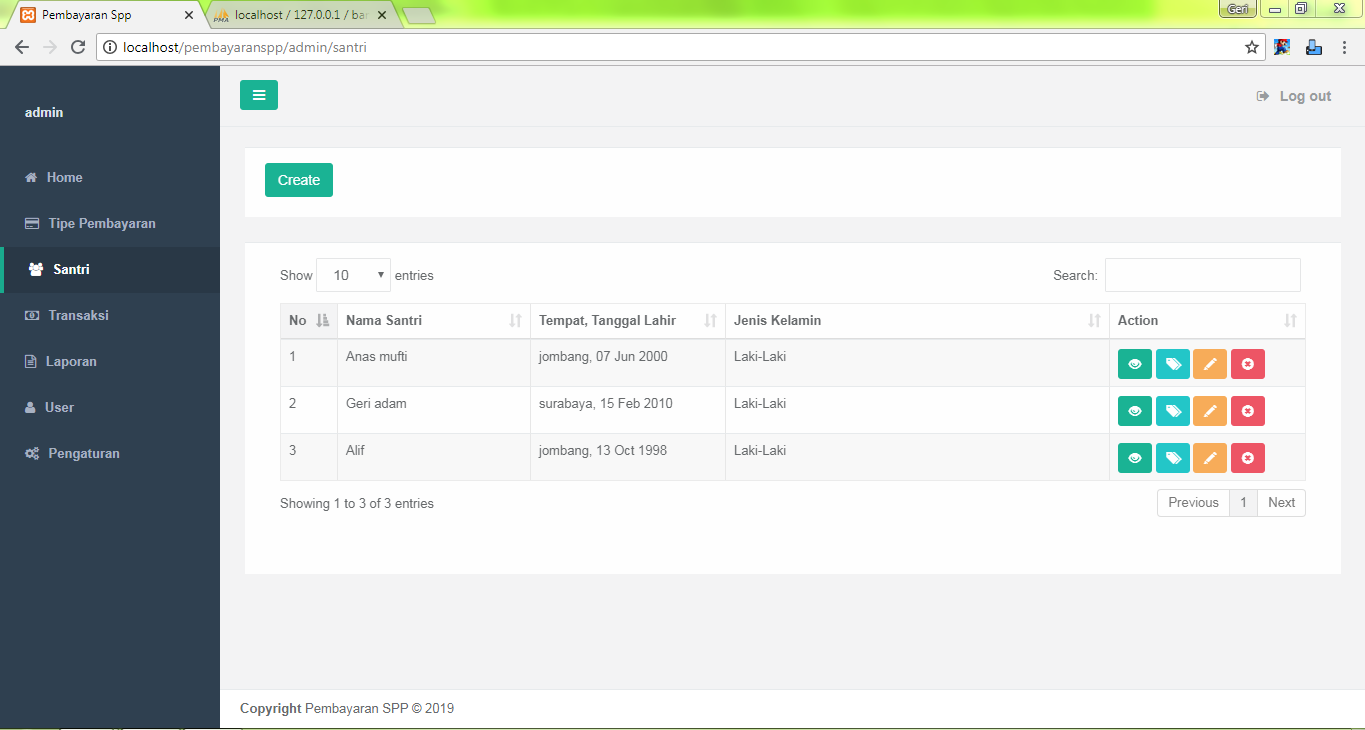 Pembayaran Spp
localhost / 127.0.0.1 / ba
Geri
localhost/pembayaranspp/admin/santri
admin
Log out
Home
Tipe Pembayaran
Santri
Transaksi
Laporan
User
Pengaturan
Create
Show 10 entries
Search:
No Nama Santri Tempat, Tanggal Lahir Jenis Kelamin Action
1 Anas mufti jombang, 07 Jun 2000 Laki-Laki
2 Geri adam surabaya, 15 Feb 2010 Laki-Laki
3 Alif jombang, 13 Oct 1998 Laki-Laki
Showing 1 to 3 of 3 entries
Previous 1 Next
Copyright Pembayaran SPP © 2019